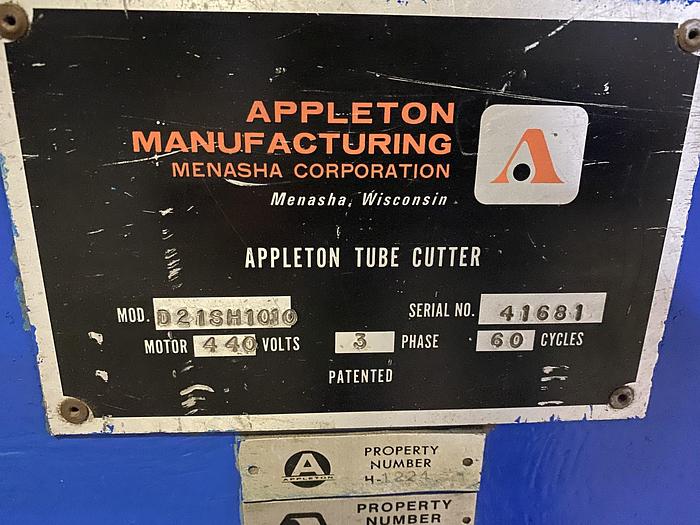 APPLETON
MANUFACTURING
MENASHA CORPORATION
Menasha, Wisconsin
A
APPLETON TUBE CUTTER
MOD. D21SH1010 SERIAL NO. 41681
MOTOR 440 VOLTS 3 PHASE 60 CYCLES
PATENTED
A
APPLETON
PROPERTY
NUMBER
H-1224
PROPERTY
NUMBER